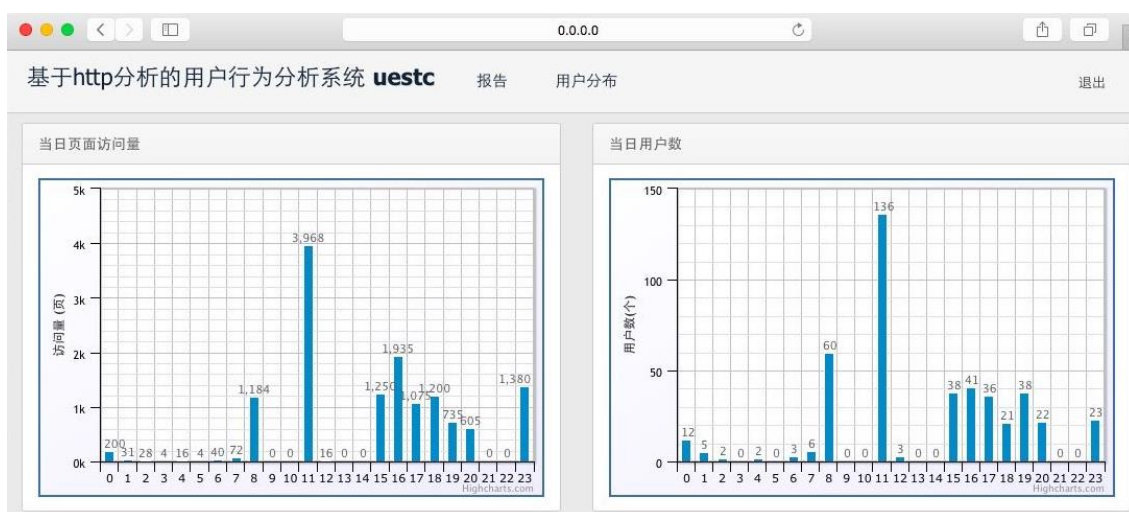 0.0.0.0
基于http分析的用户行为分析系统 uestc 报告 用户分布 退出
当日页面访问量
5k
4k
3k
2k
1k
0k
访问量 (页)
200 31 28 4 16 4 40 72 1,184 0 0 3,968 16 0 0 1,250 1,935 1,075 1,200 735 605 0 0 1,380
0 1 2 3 4 5 6 7 8 9 10 11 12 13 14 15 16 17 18 19 20 21 22 23
Highcharts.com
当日用户数
150
100
50
0
用户数(个)
12 5 2 0 2 0 3 6 60 0 0 136 3 0 0 38 41 36 21 38 22 0 0 23
0 1 2 3 4 5 6 7 8 9 10 11 12 13 14 15 16 17 18 19 20 21 22 23
Highcharts.com